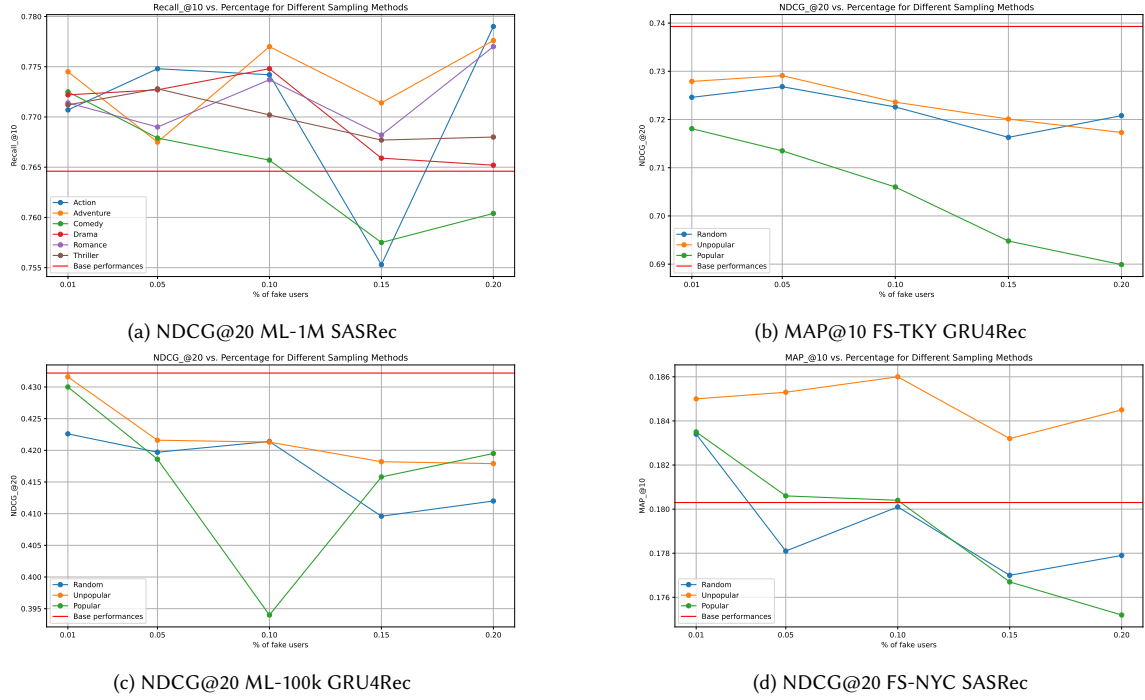 Recall_@10 vs. Percentage for Different Sampling Methods
0.780
0.775
0.770
0.765
0.760
0.755
Recall_@10
Action
Adventure
Comedy
Drama
Romance
Thriller
Base performances
0.01
0.05
0.10
0.15
0.20
% of fake users
(a) NDCG@20 ML-1M SASRec
NDCG_@20 vs. Percentage for Different Sampling Methods
0.74
0.73
0.72
0.71
0.70
0.69
NDCG_@20
Random
Unpopular
Popular
Base performances
0.01
0.05
0.10
0.15
0.20
% of fake users
(b) MAP@10 FS-TKY GRU4Rec
NDCG_@20 vs. Percentage for Different Sampling Methods
0.430
0.425
0.420
0.415
0.410
0.405
0.400
0.395
NDCG_@20
Random
Unpopular
Popular
Base performances
0.01
0.05
0.10
0.15
0.20
% of fake users
(c) NDCG@20 ML-100k GRU4Rec
MAP_@10 vs. Percentage for Different Sampling Methods
0.186
0.184
0.182
0.180
0.178
0.176
MAP_@10
Random
Unpopular
Popular
Base performances
0.01
0.05
0.10
0.15
0.20
% of fake users
(d) NDCG@20 FS-NYC SASRec